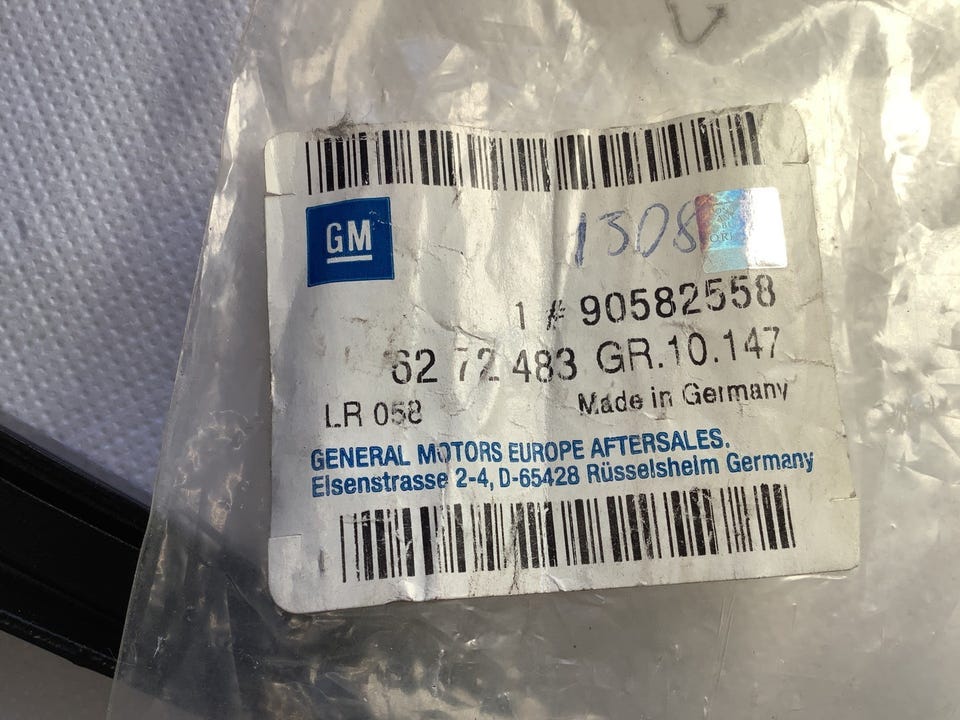 GM
1308
1 # 90582558
62 72 483 GR.10.147
LR 058
Made in Germany
GENERAL MOTORS EUROPE AFTERSALES.
Eisenstrasse 2-4, D-65428 Rüsselsheim Germany